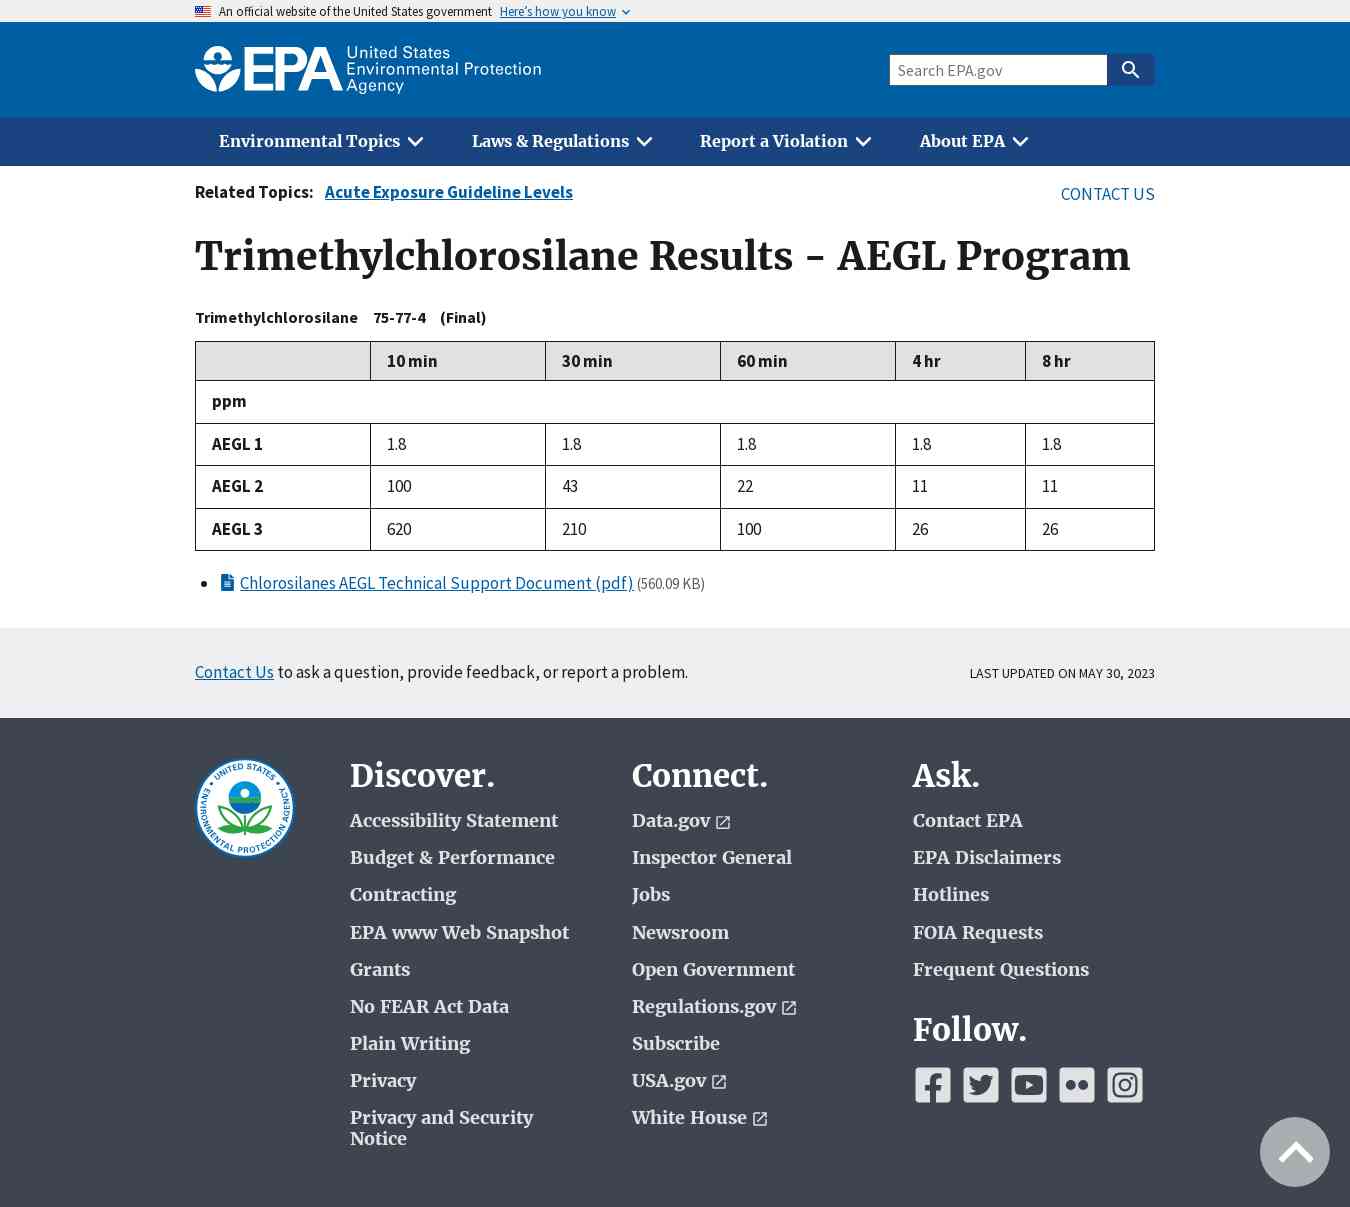 An official website of the United States government Here’s how you know
EPA United States
Environmental Protection
Agency
Search EPA.gov
Environmental Topics Laws & Regulations Report a Violation About EPA
Related Topics: Acute Exposure Guideline Levels CONTACT US
Trimethylchlorosilane Results - AEGL Program
Trimethylchlorosilane 75-77-4 (Final)
10 min 30 min 60 min 4 hr 8 hr
ppm
AEGL 1 1.8 1.8 1.8 1.8 1.8
AEGL 2 100 43 22 11 11
AEGL 3 620 210 100 26 26
Chlorosilanes AEGL Technical Support Document (pdf) (560.09 KB)
Contact Us to ask a question, provide feedback, or report a problem. LAST UPDATED ON MAY 30, 2023
UNITED STATES
ENVIRONMENTAL PROTECTION AGENCY
Discover.
Accessibility Statement
Budget & Performance
Contracting
EPA www Web Snapshot
Grants
No FEAR Act Data
Plain Writing
Privacy
Privacy and Security
Notice
Connect.
Data.gov
Inspector General
Jobs
Newsroom
Open Government
Regulations.gov
Subscribe
USA.gov
White House
Ask.
Contact EPA
EPA Disclaimers
Hotlines
FOIA Requests
Frequent Questions
Follow.